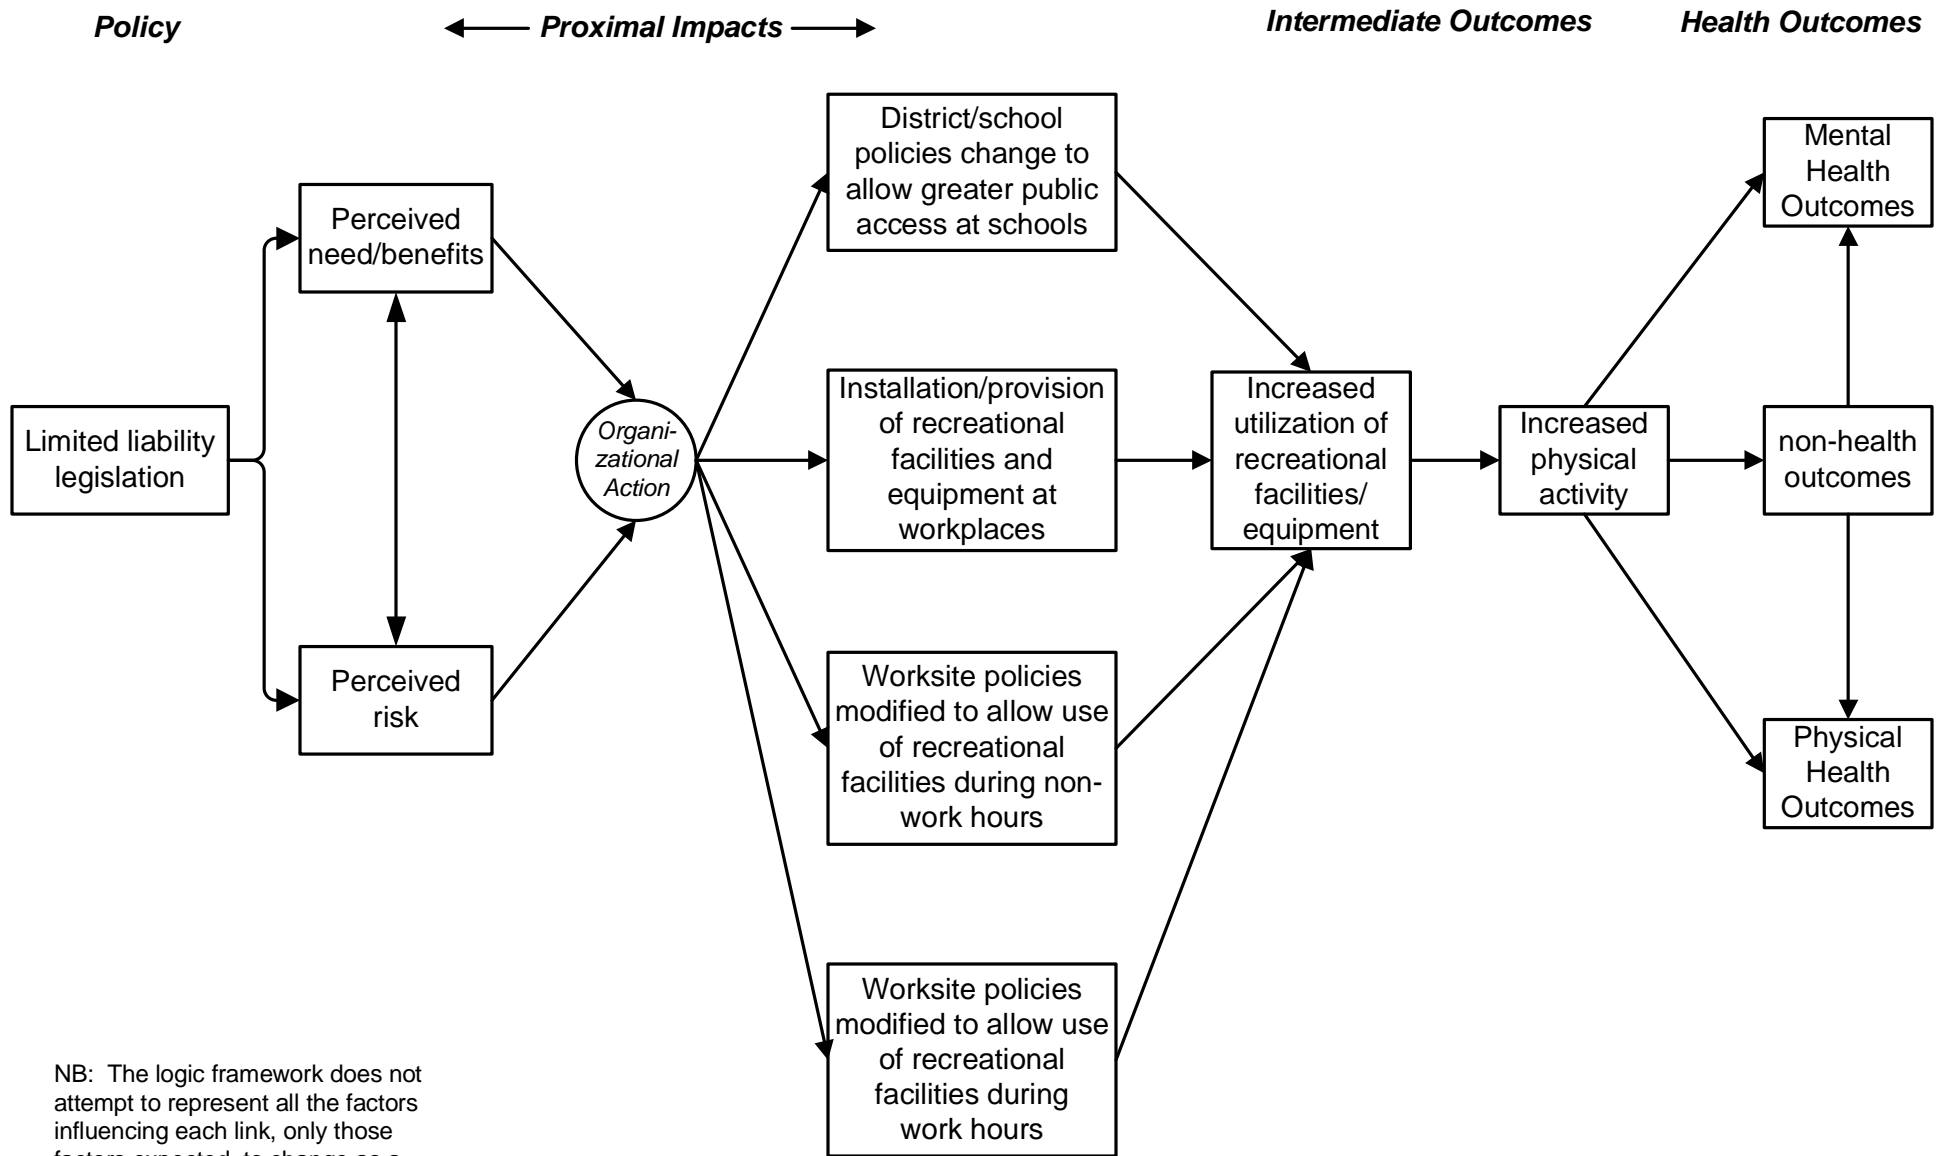 Policy
Proximal Impacts
Intermediate Outcomes
Health Outcomes
Limited liability
legislation
Perceived
need/benefits
Perceived
risk
Organi-
zational
Action
District/school
policies change to
allow greater public
access at schools
Installation/provision
of recreational
facilities and
equipment at
workplaces
Worksite policies
modified to allow use
of recreational
facilities during non-
work hours
Worksite policies
modified to allow use
of recreational
facilities during
work hours
Increased
utilization of
recreational
facilities/
equipment
Increased
physical
activity
Mental
Health
Outcomes
non-health
outcomes
Physical
Health
Outcomes
NB: The logic framework does not
attempt to represent all the factors
influencing each link, only those
factors expected to change as a